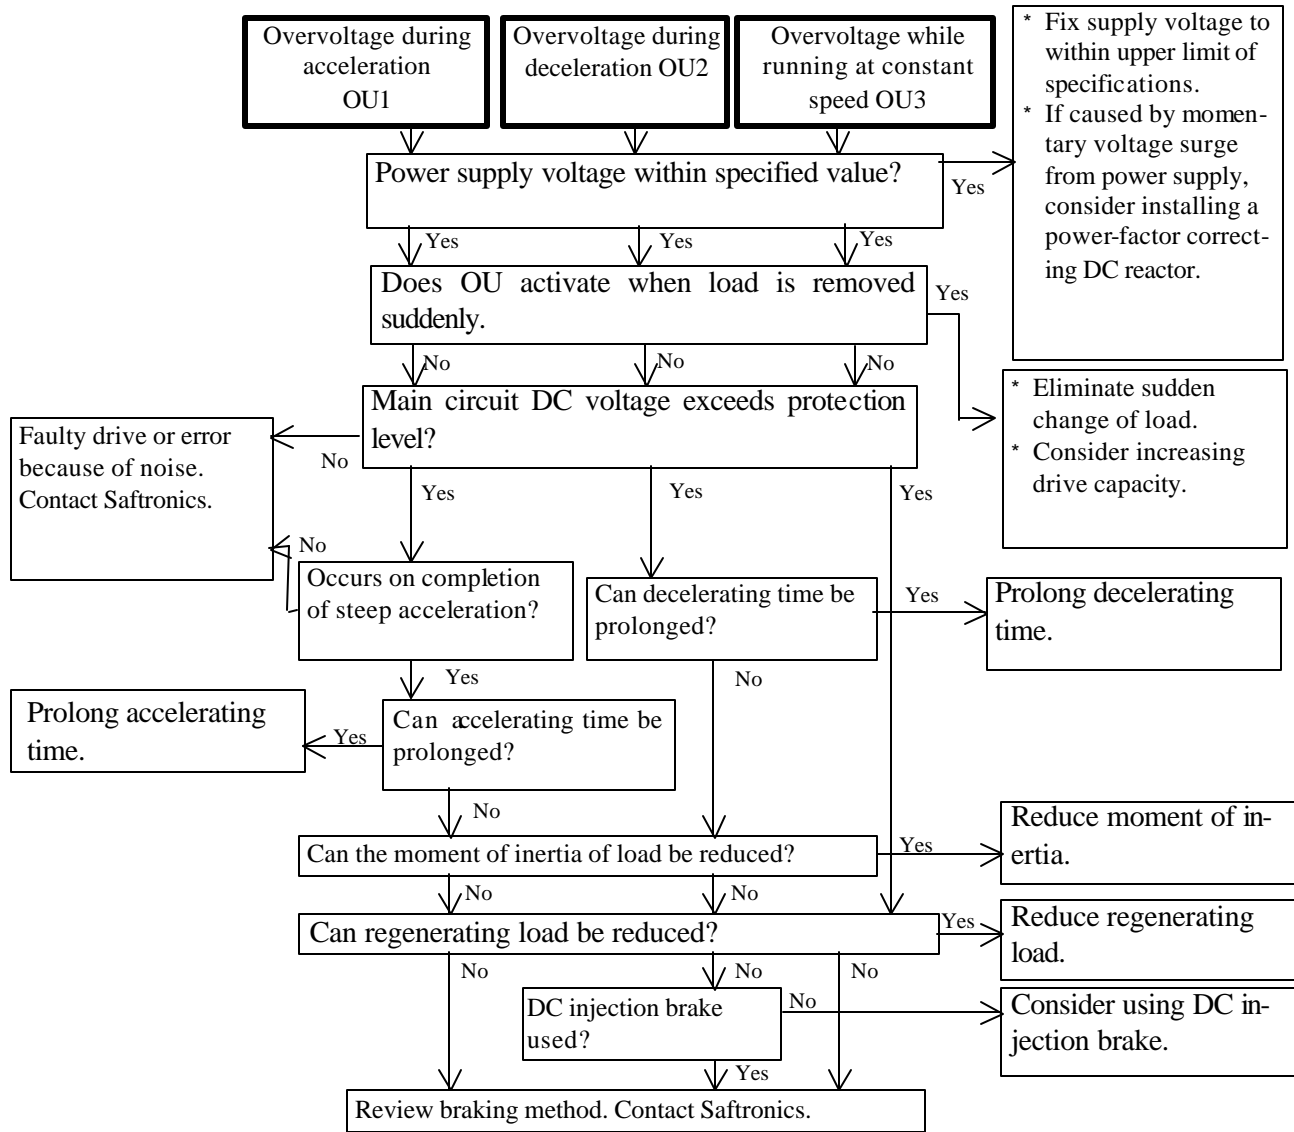 Overvoltage during
acceleration
OU1
Overvoltage during
deceleration OU2
Overvoltage while
running at constant
speed OU3
* Fix supply voltage to
within upper limit of
specifications.
* If caused by momen-
tary voltage surge
from power supply,
consider installing a
power-factor correct-
ing DC reactor.
Power supply voltage within specified value?
Yes
Yes
Yes
Yes
Does OU activate when load is removed
suddenly.
Yes
No
No
No
* Eliminate sudden
change of load.
* Consider increasing
drive capacity.
Main circuit DC voltage exceeds protection
level?
No
Faulty drive or error
because of noise.
Contact Saftronics.
Yes
Yes
Yes
No
Occurs on completion
of steep acceleration?
Can decelerating time be
prolonged?
Yes
Prolong decelerating
time.
Yes
No
Prolong accelerating
time.
Yes
Can accelerating time be
prolonged?
No
Can the moment of inertia of load be reduced?
Yes
Reduce moment of in-
ertia.
No
No
Can regenerating load be reduced?
Yes
Reduce regenerating
load.
No
No
No
DC injection brake
used?
No
Consider using DC in-
jection brake.
Yes
Review braking method. Contact Saftronics.